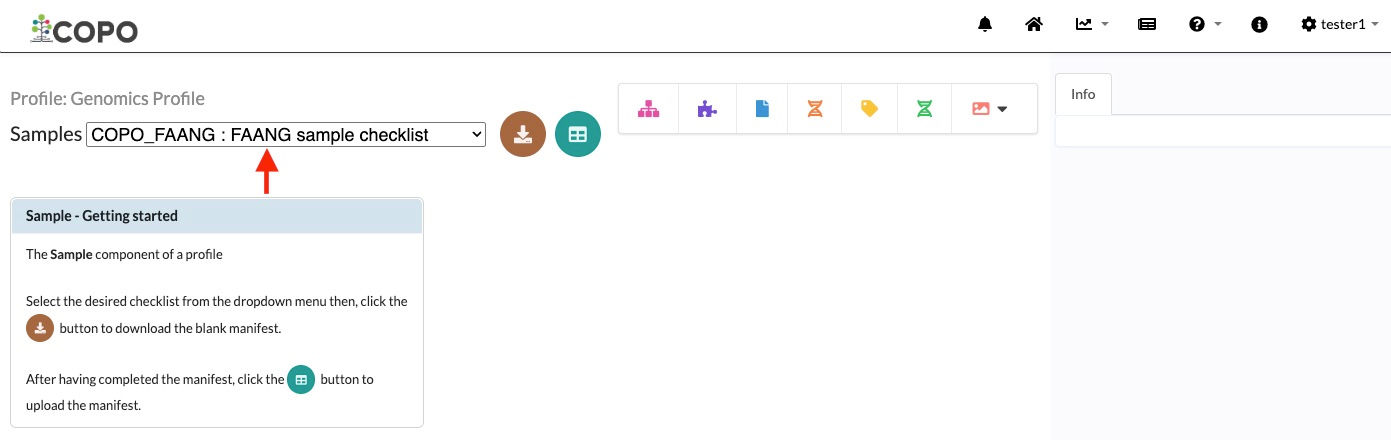 COPO
tester1
Profile: Genomics Profile
Samples COPO_FAANG : FAANG sample checklist
Info
Sample - Getting started
The Sample component of a profile
Select the desired checklist from the dropdown menu then, click the
button to download the blank manifest.
After having completed the manifest, click the button to
upload the manifest.